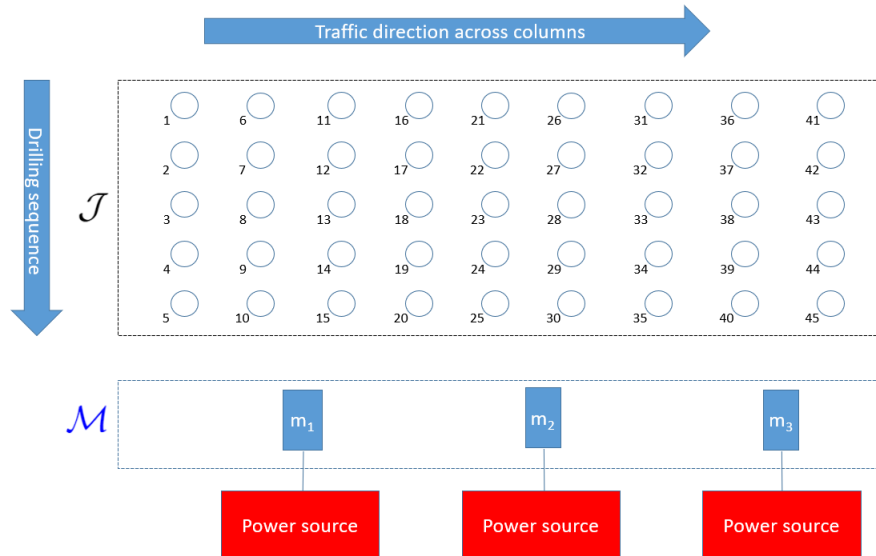 Traffic direction across columns
Drilling sequence
𝒥
1 6 11 16 21 26 31 36 41
2 7 12 17 22 27 32 37 42
3 8 13 18 23 28 33 38 43
4 9 14 19 24 29 34 39 44
5 10 15 20 25 30 35 40 45
ℳ
m₁ m₂ m₃
Power source Power source Power source